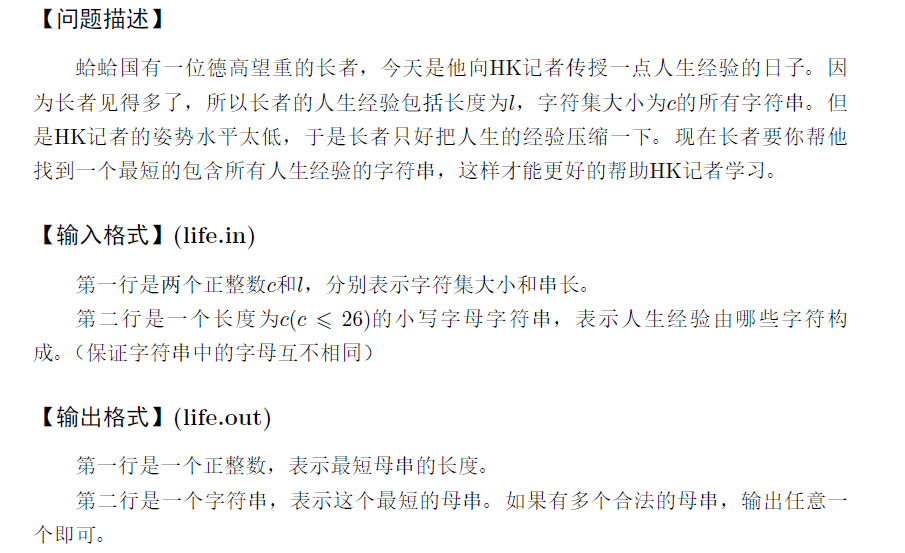 【问题描述】
蛤蛤国有一位德高望重的长者，今天是他向HK记者传授一点人生经验的日子。因
为长者见得多了，所以长者的人生经验包括长度为l，字符集大小为c的所有字符串。但
是HK记者的姿势水平太低，于是长者只好把人生的经验压缩一下。现在长者要你帮他
找到一个最短的包含所有人生经验的字符串，这样才能更好的帮助HK记者学习。
【输入格式】(life.in)
第一行是两个正整数c和l，分别表示字符集大小和串长。
第二行是一个长度为c(c ⩽ 26)的小写字母字符串，表示人生经验由哪些字符构
成。（保证字符串中的字母互不相同）
【输出格式】(life.out)
第一行是一个正整数，表示最短母串的长度。
第二行是一个字符串，表示这个最短的母串。如果有多个合法的母串，输出任意一
个即可。